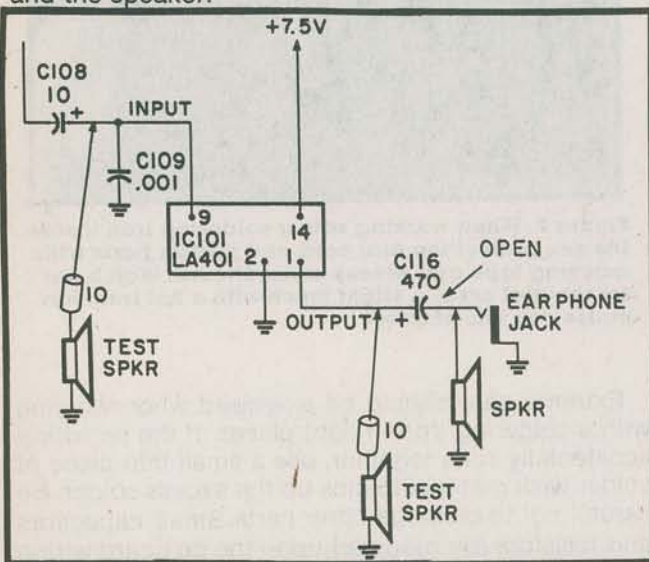 and the speaker.
+7.5V
C108
10
+
INPUT
C109
.001
9
14
IC101
LA401
2
1
OPEN
C116
470
OUTPUT
+
EARPHONE
JACK
10
TEST
SPKR
SPKR
10
TEST
SPKR